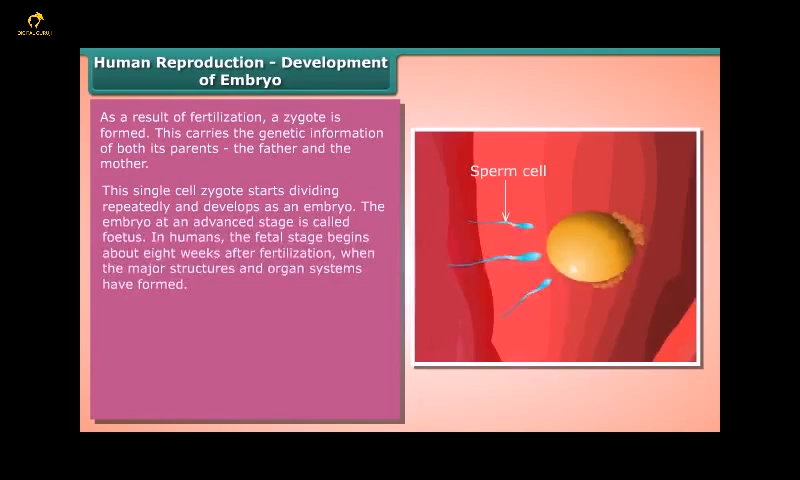 DIGITAL GURUJI
Human Reproduction - Development
of Embryo
As a result of fertilization, a zygote is
formed. This carries the genetic information
of both its parents - the father and the
mother.
This single cell zygote starts dividing
repeatedly and develops as an embryo. The
embryo at an advanced stage is called
foetus. In humans, the fetal stage begins
about eight weeks after fertilization, when
the major structures and organ systems
have formed.
Sperm cell